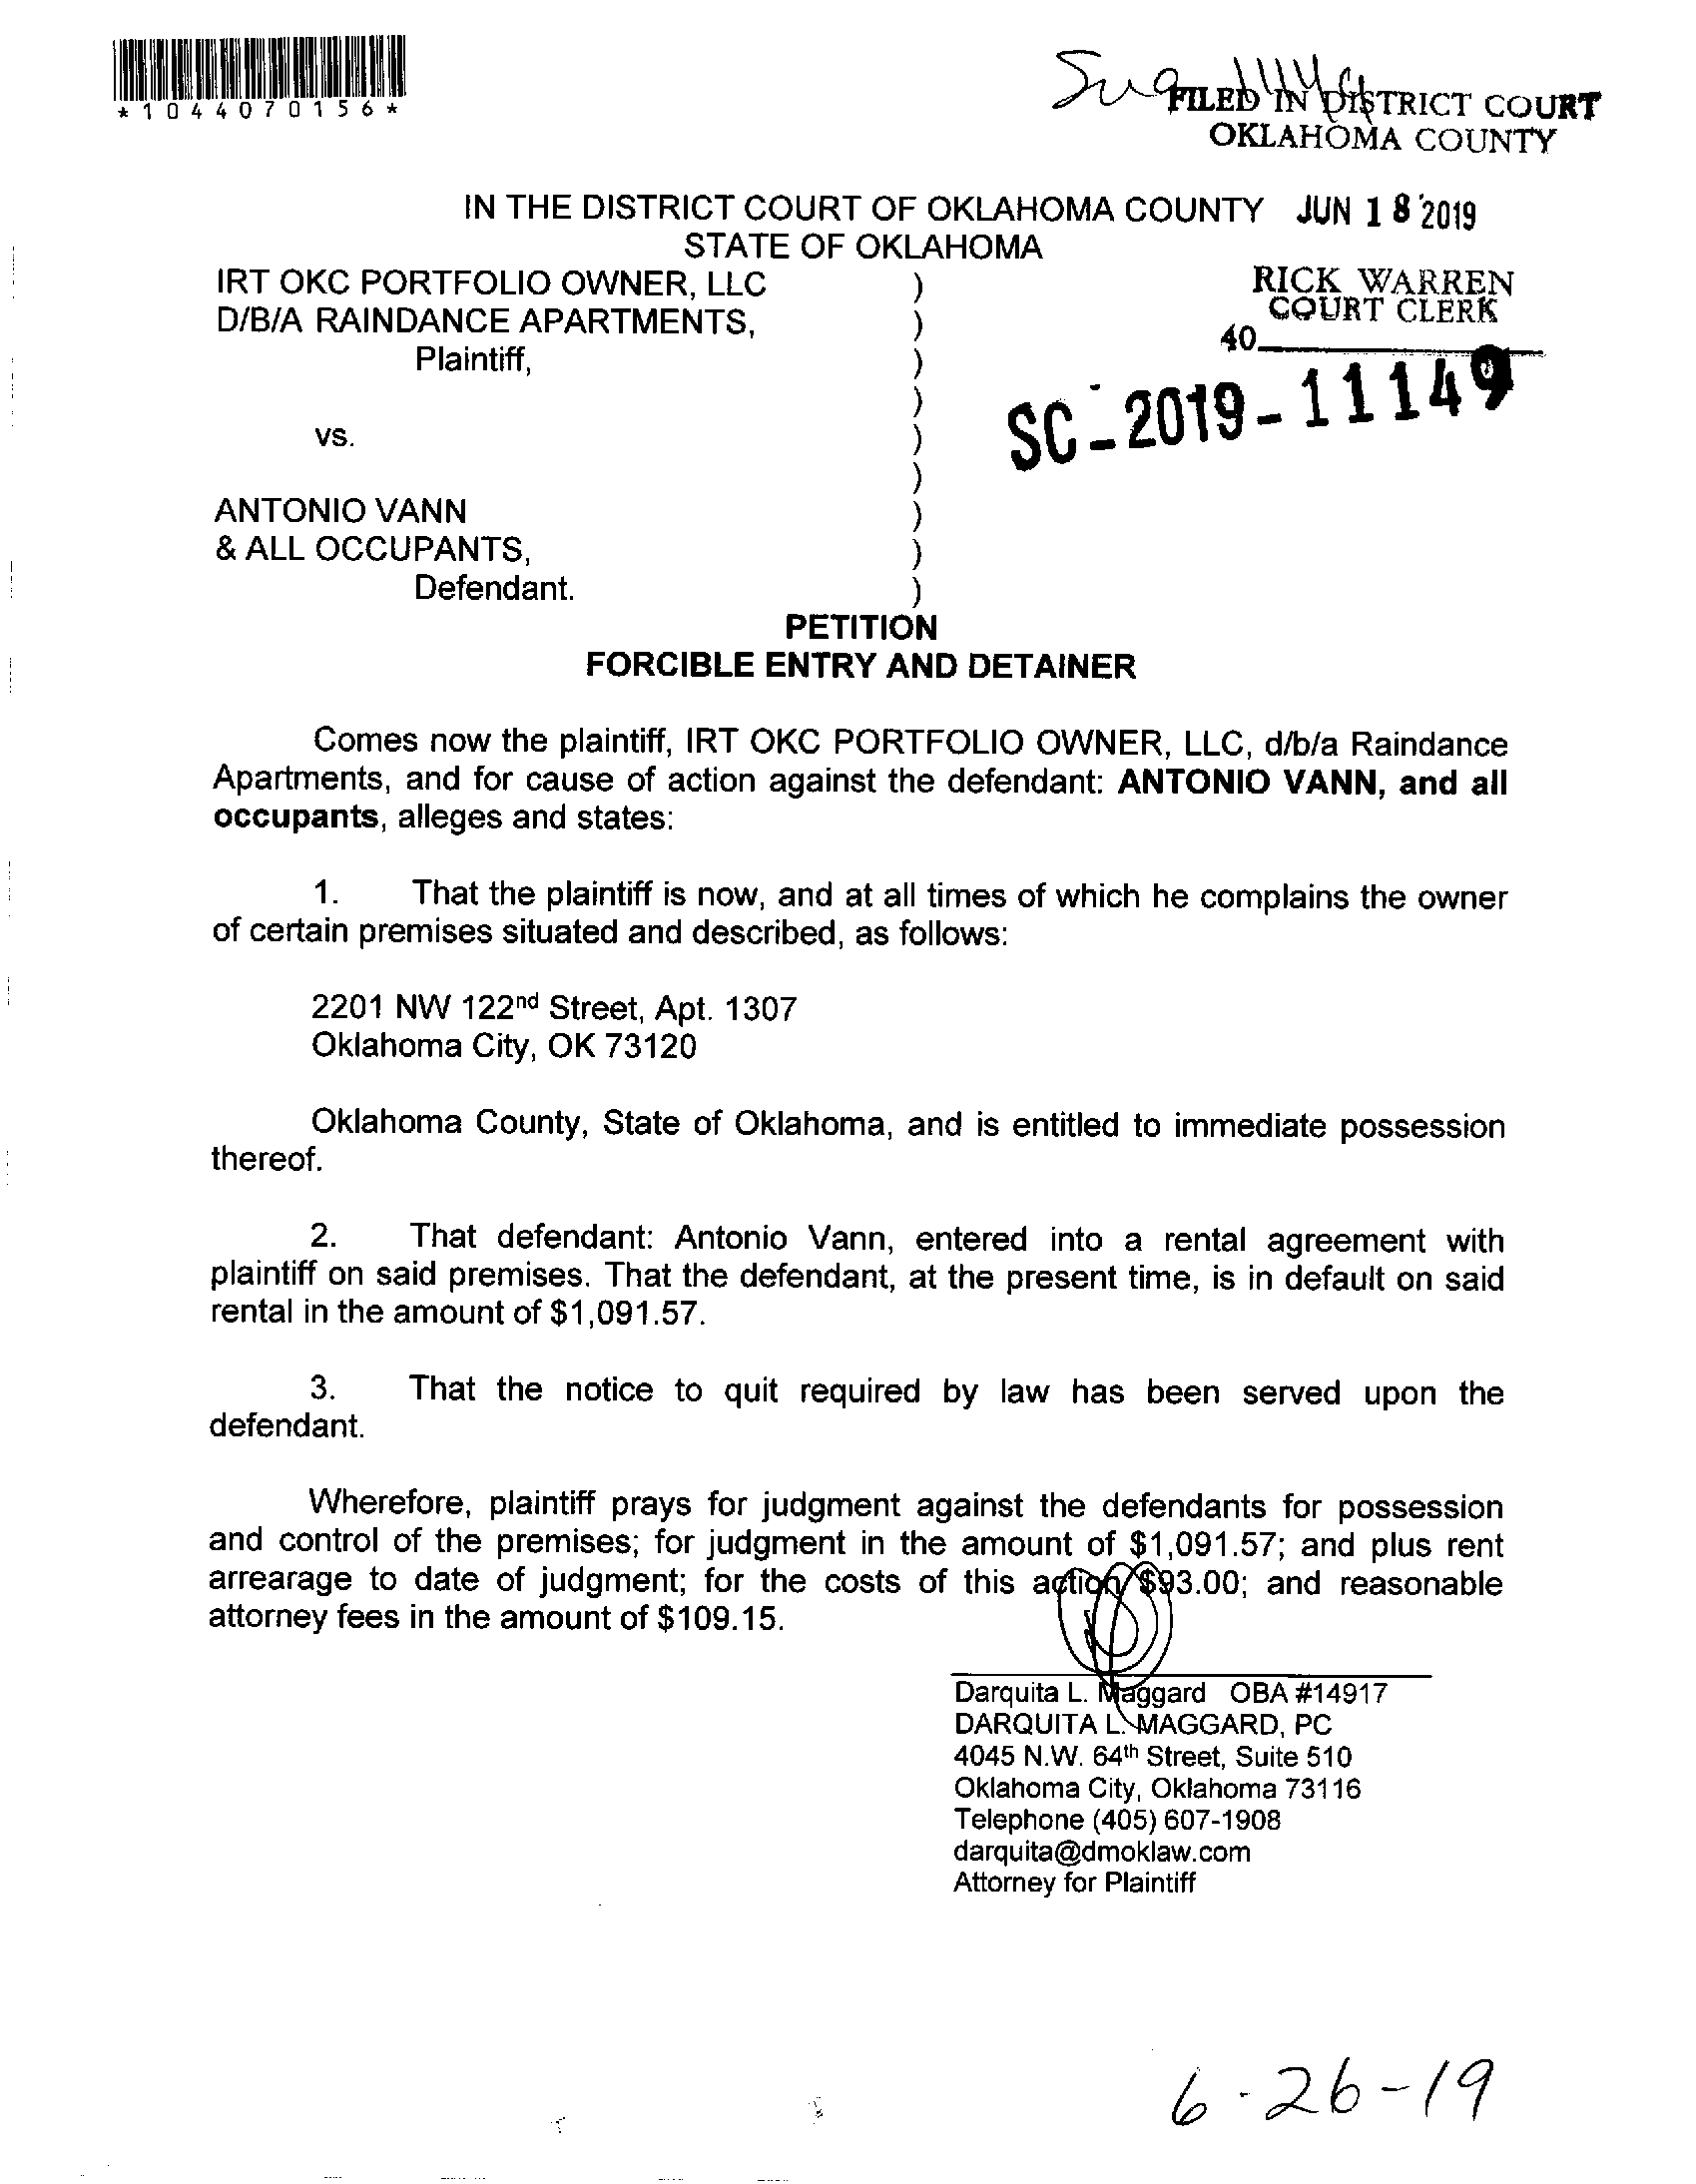 *1044070156*
FILED IN DISTRICT COURT
OKLAHOMA COUNTY
IN THE DISTRICT COURT OF OKLAHOMA COUNTY JUN 18 2019
STATE OF OKLAHOMA
IRT OKC PORTFOLIO OWNER, LLC )
RICK WARREN
COURT CLERK
D/B/A RAINDANCE APARTMENTS, )
40
Plaintiff, )
)
SC-2019-11149
vs. )
)
ANTONIO VANN )
& ALL OCCUPANTS, )
Defendant. )
PETITION
FORCIBLE ENTRY AND DETAINER
Comes now the plaintiff, IRT OKC PORTFOLIO OWNER, LLC, d/b/a Raindance
Apartments, and for cause of action against the defendant: ANTONIO VANN, and all
occupants, alleges and states:
1. That the plaintiff is now, and at all times of which he complains the owner
of certain premises situated and described, as follows:
2201 NW 122nd Street, Apt. 1307
Oklahoma City, OK 73120
Oklahoma County, State of Oklahoma, and is entitled to immediate possession
thereof.
2. That defendant: Antonio Vann, entered into a rental agreement with
plaintiff on said premises. That the defendant, at the present time, is in default on said
rental in the amount of $1,091.57.
3. That the notice to quit required by law has been served upon the
defendant.
Wherefore, plaintiff prays for judgment against the defendants for possession
and control of the premises; for judgment in the amount of $1,091.57; and plus rent
arrearage to date of judgment; for the costs of this action $93.00; and reasonable
attorney fees in the amount of $109.15.
Darquita L. Maggard OBA #14917
DARQUITA L. MAGGARD, PC
4045 N.W. 64th Street, Suite 510
Oklahoma City, Oklahoma 73116
Telephone (405) 607-1908
darquita@dmoklaw.com
Attorney for Plaintiff
6-26-19